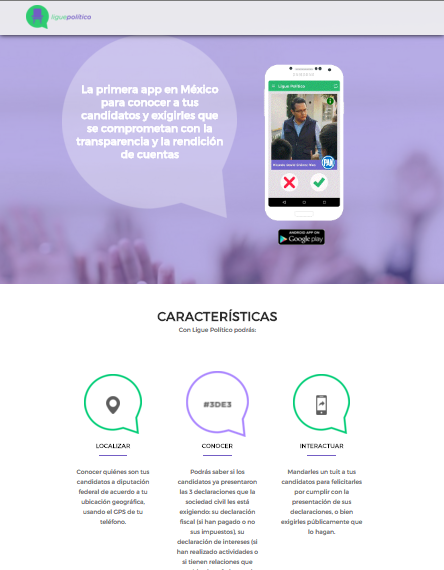 liguepolítico
La primera app en México
para conocer a tus
candidatos y exigirles que
se comprometan con la
transparencia y la rendición
de cuentas
SAMSUNG
Ligue Político
PAN
ANDROID APP ON
Google play
CARACTERÍSTICAS
Con Ligue Político podrás:
#3DE3
LOCALIZAR
CONOCER
INTERACTUAR
Conocer quiénes son tus
candidatos a diputación
federal de acuerdo a tu
ubicación geográfica,
usando el GPS de tu
teléfono.
Podrás saber si los
candidatos ya presentaron
las 3 declaraciones que la
sociedad civil les está
exigiendo: su declaración
fiscal (si han pagado o no
sus impuestos), su
declaración de intereses (si
han realizado actividades o
si tienen relaciones que
Mandarles un tuit a tus
candidatos para felicitarles
por cumplir con la
presentación de sus
declaraciones, o bien
exigirles públicamente que
lo hagan.